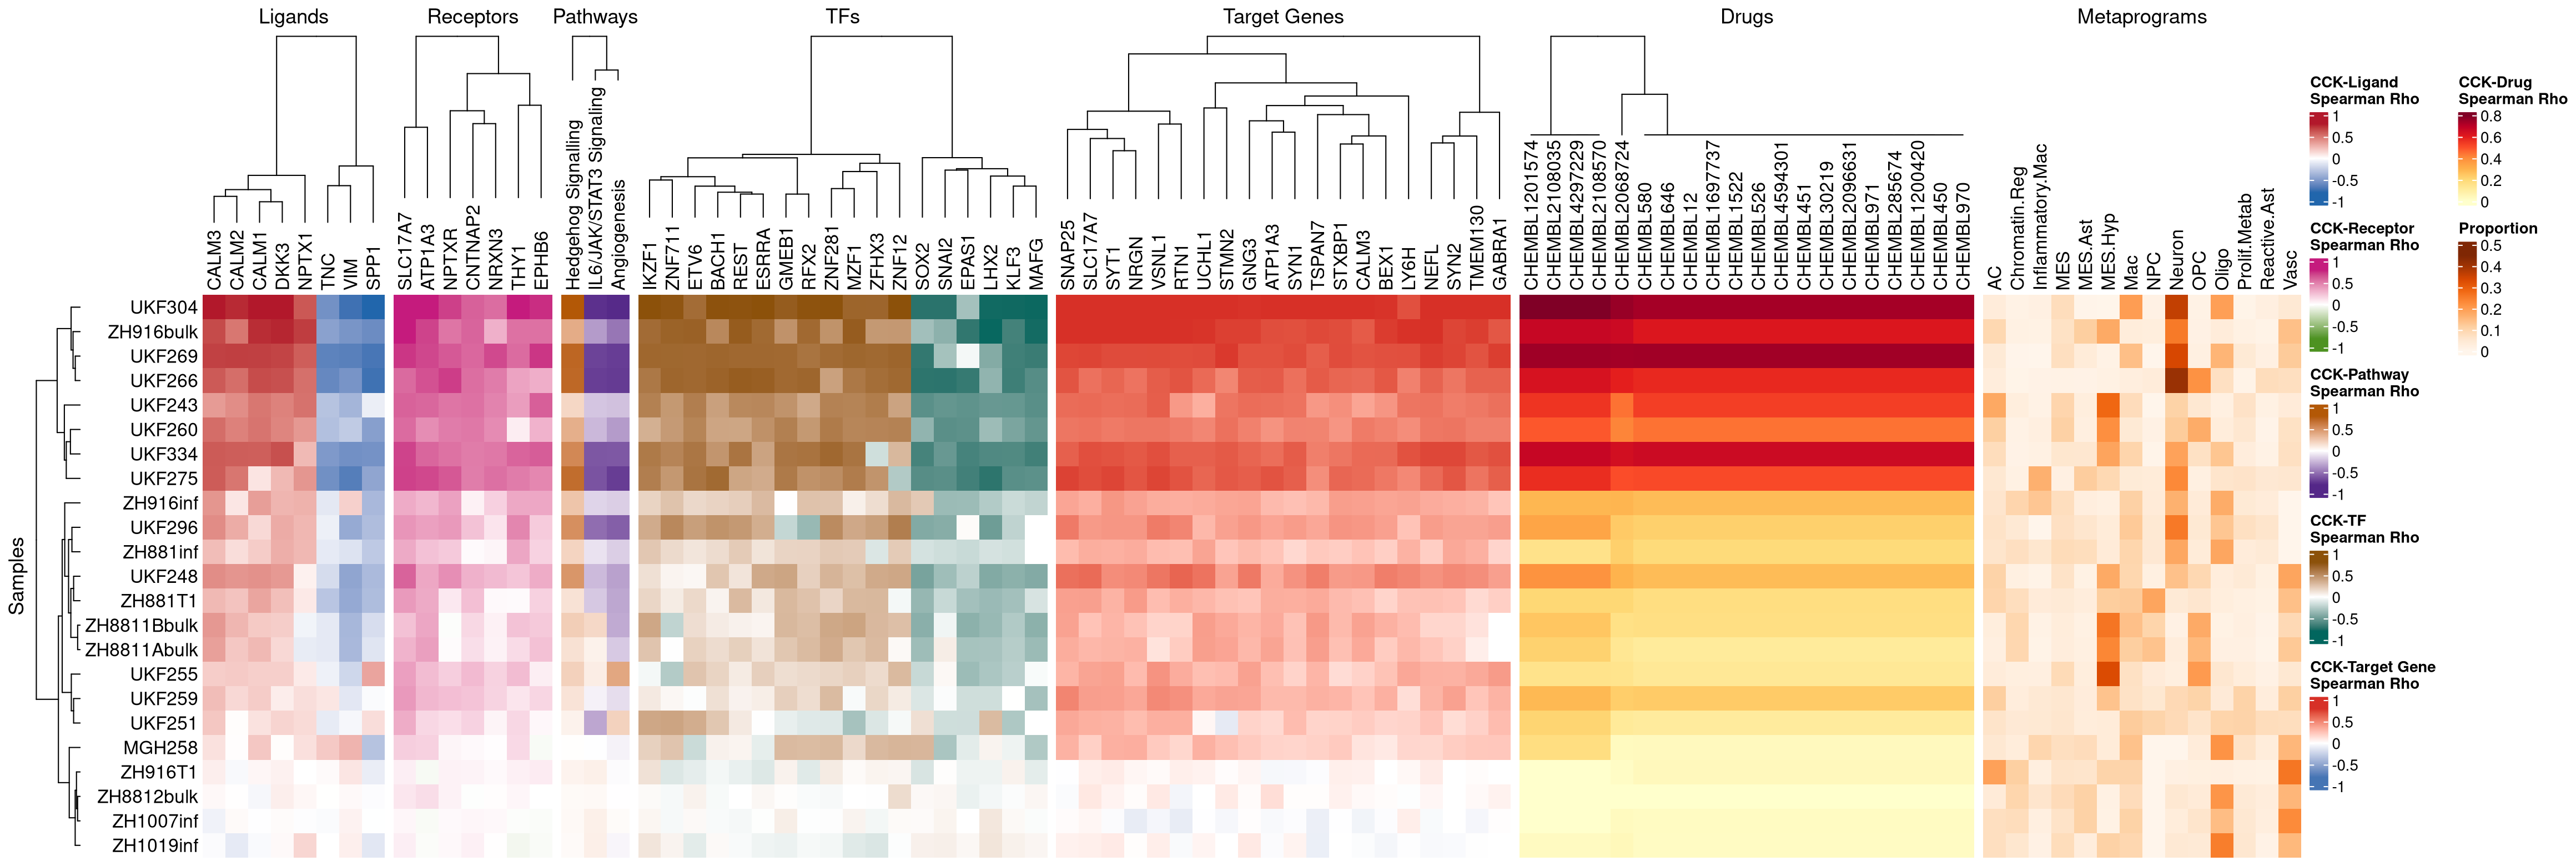 Ligands
Receptors
Pathways
TFs
Target Genes
Drugs
Metaprograms
CALM3
CALM2
CALM1
DKK3
NPTX1
TNC
VIM
SPP1
SLC17A7
ATP1A3
NPTXR
CNTNAP2
NRXN3
THY1
EPHB6
Hedgehog Signalling
IL6/JAK/STAT3 Signaling
Angiogenesis
IKZF1
ZNF711
ETV6
BACH1
REST
ESRRA
GMEB1
RFX2
ZNF281
MZF1
ZFHX3
ZNF12
SOX2
SNAI2
EPAS1
LHX2
KLF3
MAFG
SNAP25
SLC17A7
SYT1
NRGN
VSNL1
RTN1
UCHL1
STMN2
GNG3
ATP1A3
SYN1
TSPAN7
STXBP1
CALM3
BEX1
LY6H
NEFL
SYN2
TMEM130
GABRA1
CHEMBL1201574
CHEMBL2108035
CHEMBL4297229
CHEMBL2108570
CHEMBL2068724
CHEMBL580
CHEMBL646
CHEMBL12
CHEMBL1697737
CHEMBL1522
CHEMBL526
CHEMBL4594301
CHEMBL451
CHEMBL30219
CHEMBL2096631
CHEMBL971
CHEMBL285674
CHEMBL1200420
CHEMBL450
CHEMBL970
AC
Chromatin.Reg
Inflammatory.Mac
MES
MES.Ast
MES.Hyp
Mac
NPC
Neuron
OPC
Oligo
Prolif.Metab
Reactive.Ast
Vasc
Samples
UKF304
ZH916bulk
UKF269
UKF266
UKF243
UKF260
UKF334
UKF275
ZH916inf
UKF296
ZH881inf
UKF248
ZH881T1
ZH8811Bbulk
ZH8811Abulk
UKF255
UKF259
UKF251
MGH258
ZH916T1
ZH8812bulk
ZH1007inf
ZH1019inf
CCK-Ligand
Spearman Rho
1
0.5
0
-0.5
-1
CCK-Receptor
Spearman Rho
1
0.5
0
-0.5
-1
CCK-Pathway
Spearman Rho
1
0.5
0
-0.5
-1
CCK-TF
Spearman Rho
1
0.5
0
-0.5
-1
CCK-Target Gene
Spearman Rho
1
0.5
0
-0.5
-1
CCK-Drug
Spearman Rho
0.8
0.6
0.4
0.2
0
Proportion
0.5
0.4
0.3
0.2
0.1
0